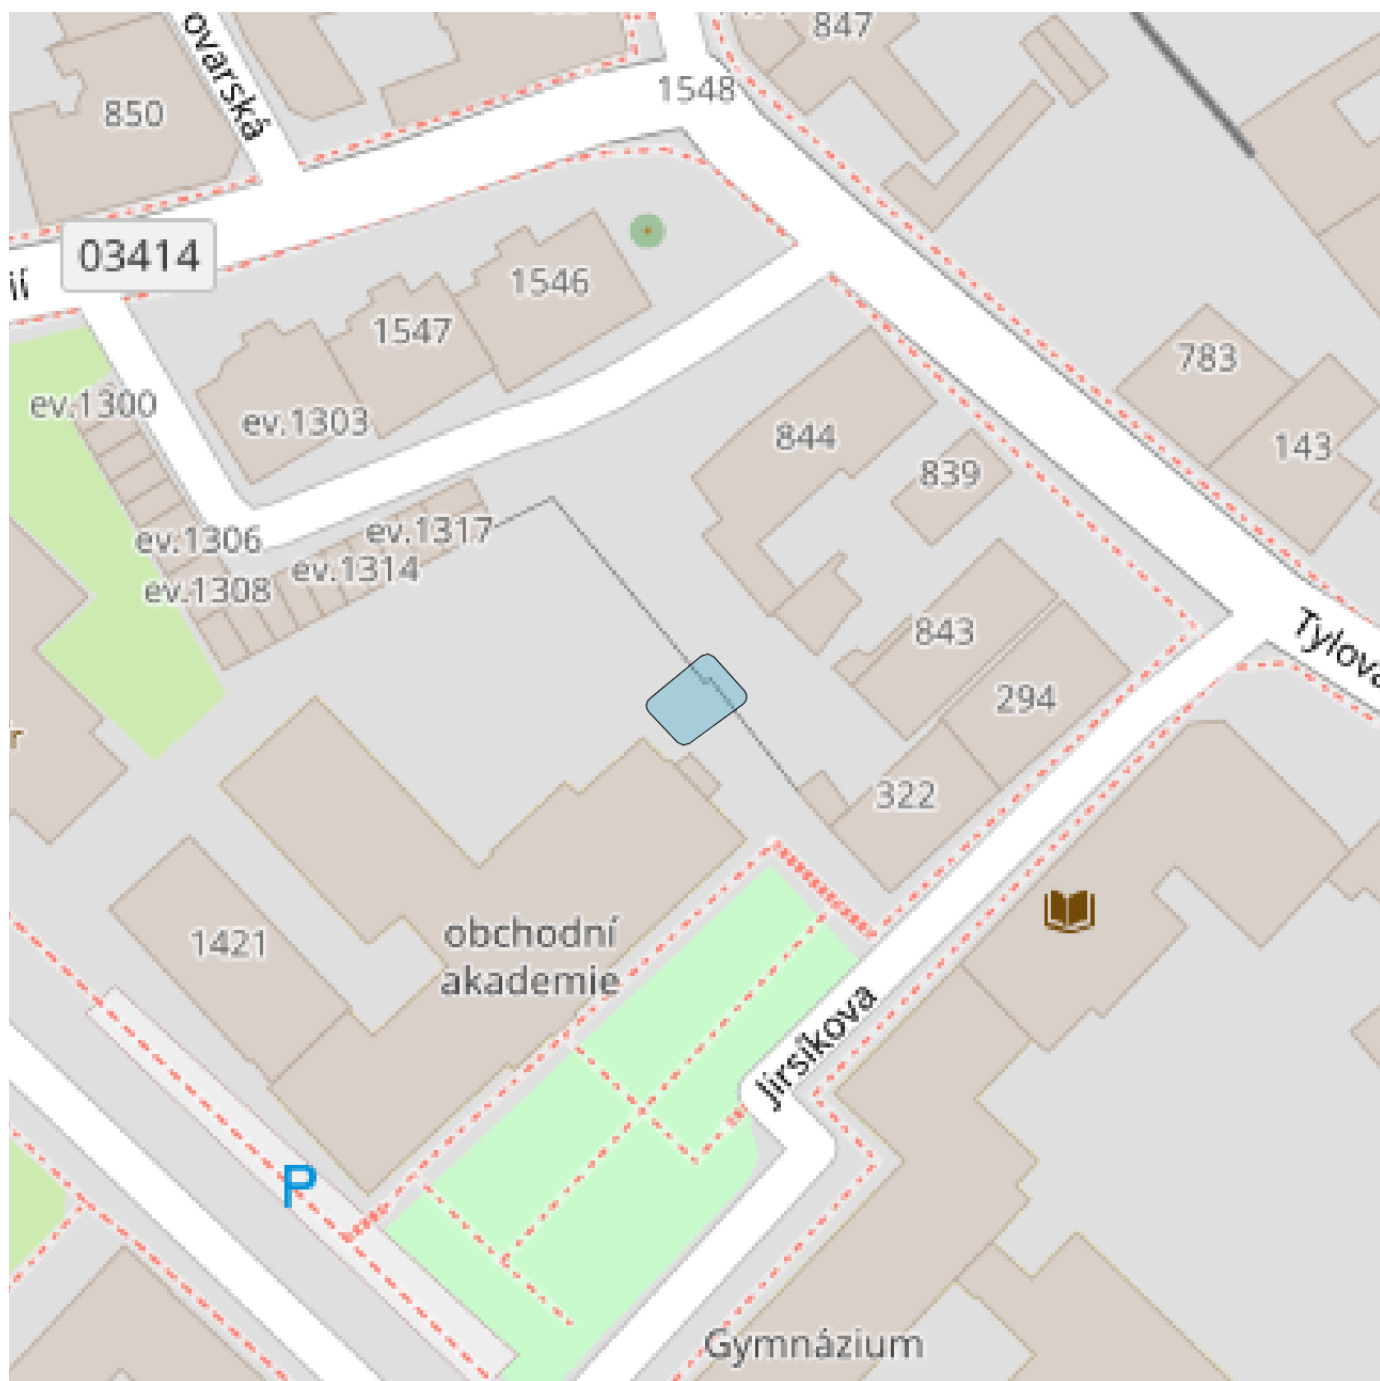 847
ovarská
850
1548
03414
ií
1546
1547
783
ev.1300
ev.1303
844
143
839
ev.1317
ev.1306
ev.1314
ev.1308
843
Tylova
294
r
322
1421
obchodní
akademie
Jirsíkova
P
Gymnázium